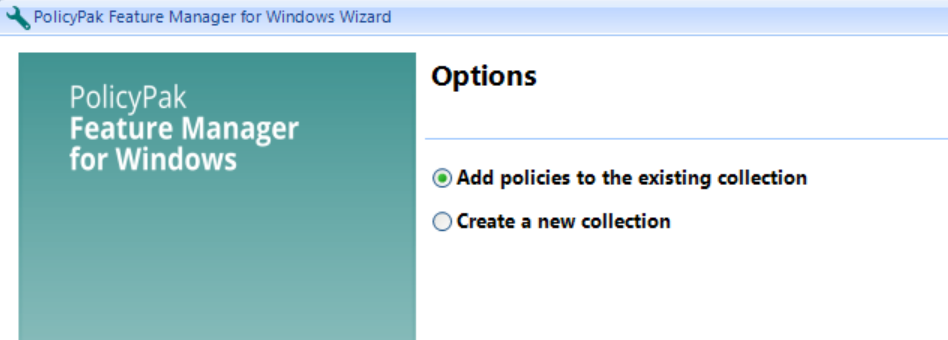 PolicyPak Feature Manager for Windows Wizard
PolicyPak
Feature Manager
for Windows
Options
Add policies to the existing collection
Create a new collection